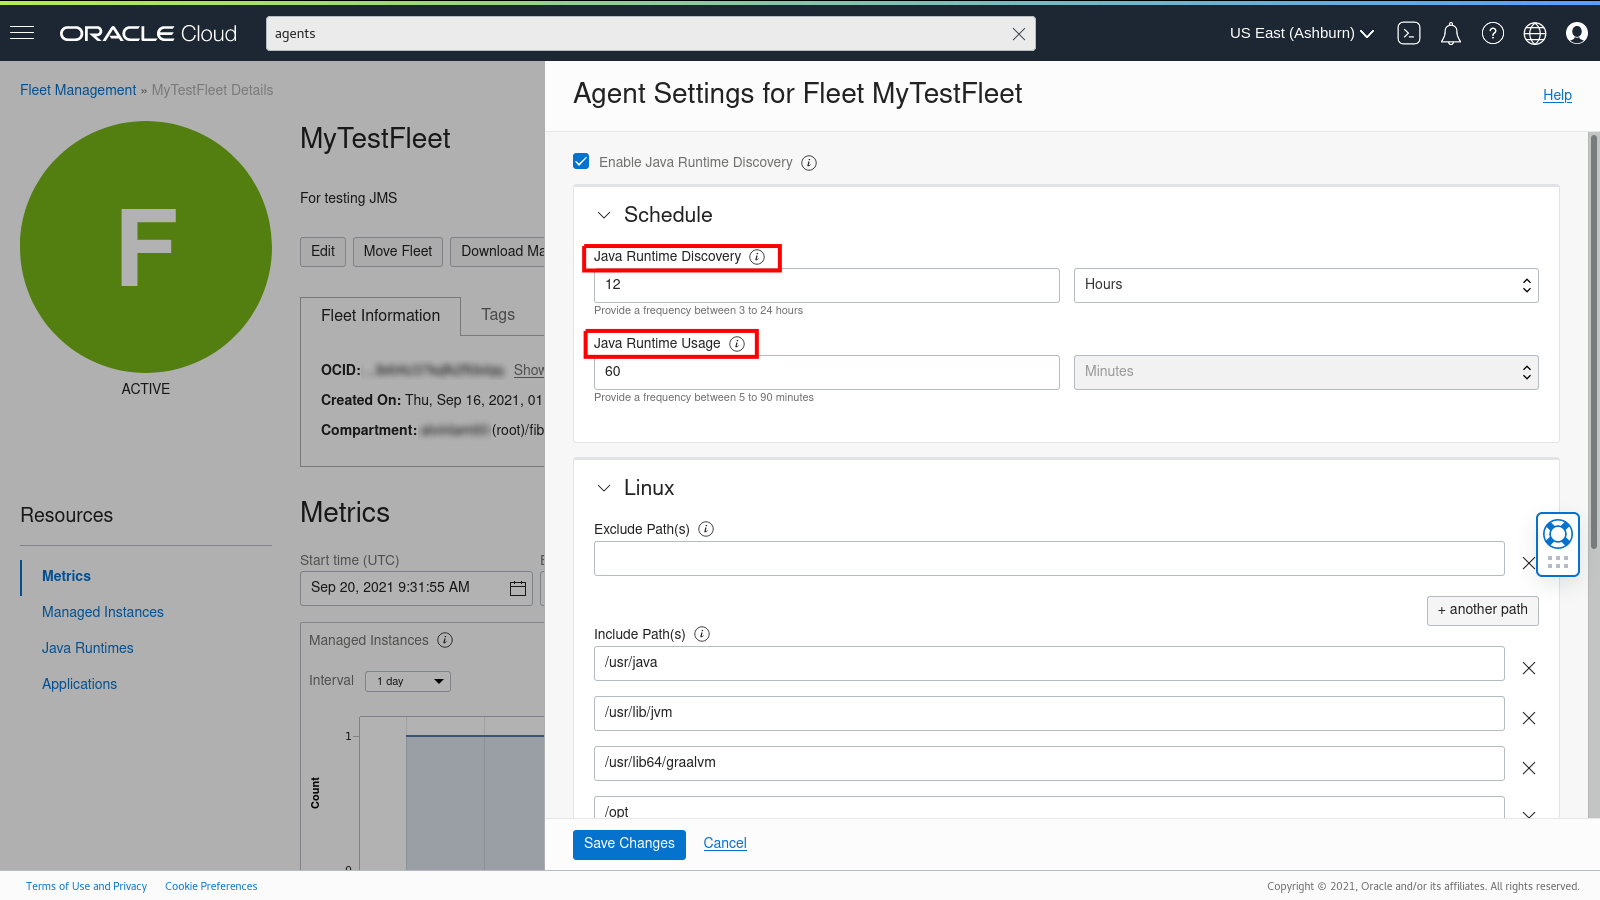 ORACLE Cloud
agents
US East (Ashburn)
Fleet Management » MyTestFleet Details
F
ACTIVE
MyTestFleet
For testing JMS
Edit
Move Fleet
Download Ma
Fleet Information
Tags
OCID:
Show
Created On: Thu, Sep 16, 2021, 01
Compartment: (root)/fib
Resources
Metrics
Managed Instances
Java Runtimes
Applications
Metrics
Start time (UTC)
Sep 20, 2021 9:31:55 AM
Managed Instances
Interval
1 day
1
Count
0
Agent Settings for Fleet MyTestFleet
Help
Enable Java Runtime Discovery
Schedule
Java Runtime Discovery
12
Hours
Provide a frequency between 3 to 24 hours
Java Runtime Usage
60
Minutes
Provide a frequency between 5 to 90 minutes
Linux
Exclude Path(s)
+ another path
Include Path(s)
/usr/java
/usr/lib/jvm
/usr/lib64/graalvm
/opt
Save Changes
Cancel
Terms of Use and Privacy
Cookie Preferences
Copyright © 2021, Oracle and/or its affiliates. All rights reserved.